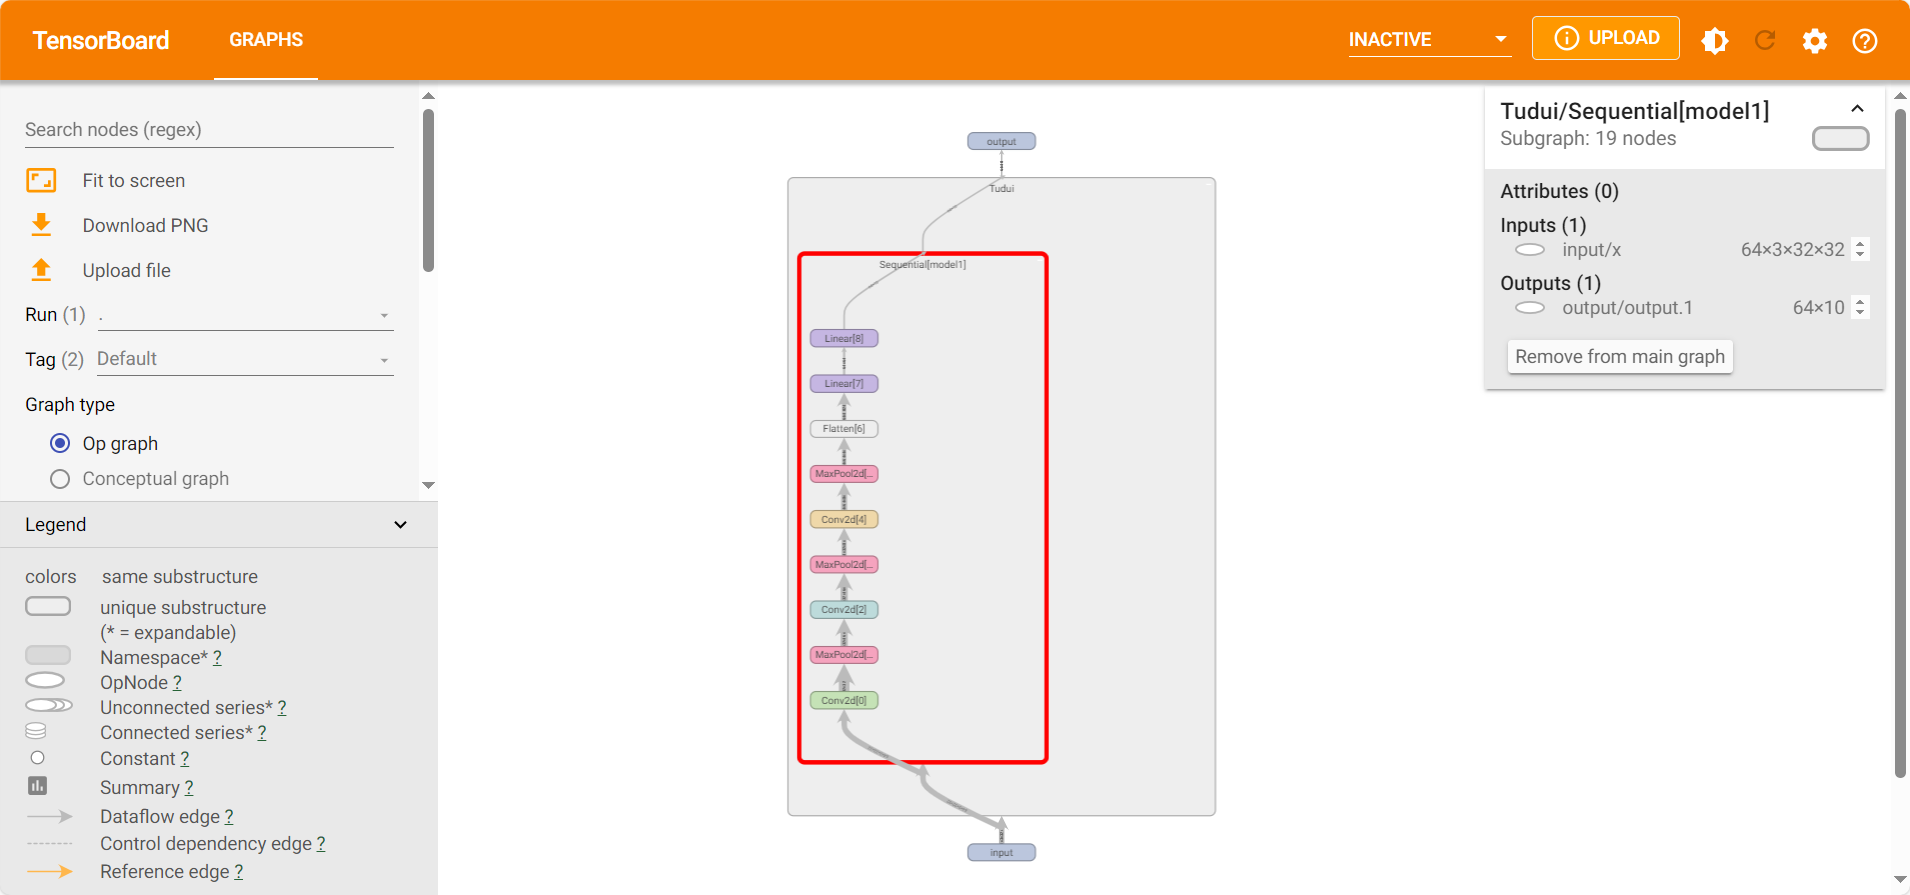 TensorBoard
GRAPHS
INACTIVE
UPLOAD
Search nodes (regex)
Fit to screen
Download PNG
Upload file
Run (1) .
Tag (2) Default
Graph type
Op graph
Conceptual graph
Legend
colors same substructure
unique substructure
(* = expandable)
Namespace* ?
OpNode ?
Unconnected series* ?
Connected series* ?
Constant ?
Summary ?
Dataflow edge ?
Control dependency edge ?
Reference edge ?
output
Tudui
Sequential[model1]
Linear[8]
Linear[7]
Flatten[6]
MaxPool2d[...
Conv2d[4]
MaxPool2d[...
Conv2d[2]
MaxPool2d[...
Conv2d[0]
input
Tudui/Sequential[model1]
Subgraph: 19 nodes
Attributes (0)
Inputs (1)
input/x 64×3×32×32
Outputs (1)
output/output.1 64×10
Remove from main graph